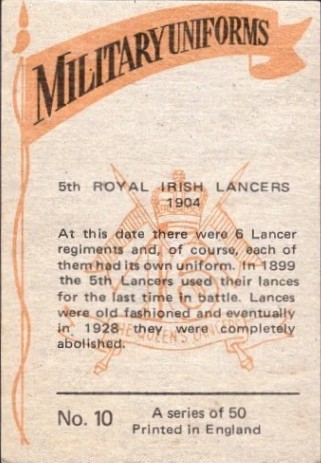 MILITARY UNIFORMS
5th ROYAL IRISH LANCERS
1904
At this date there were 6 Lancer
regiments and, of course, each of
them had its own uniform. In 1899
the 5th Lancers used their lances
for the last time in battle. Lances
were old fashioned and eventually
in 1928 they were completely
abolished.
THE QUEEN'S LANCERS
No. 10
A series of 50
Printed in England